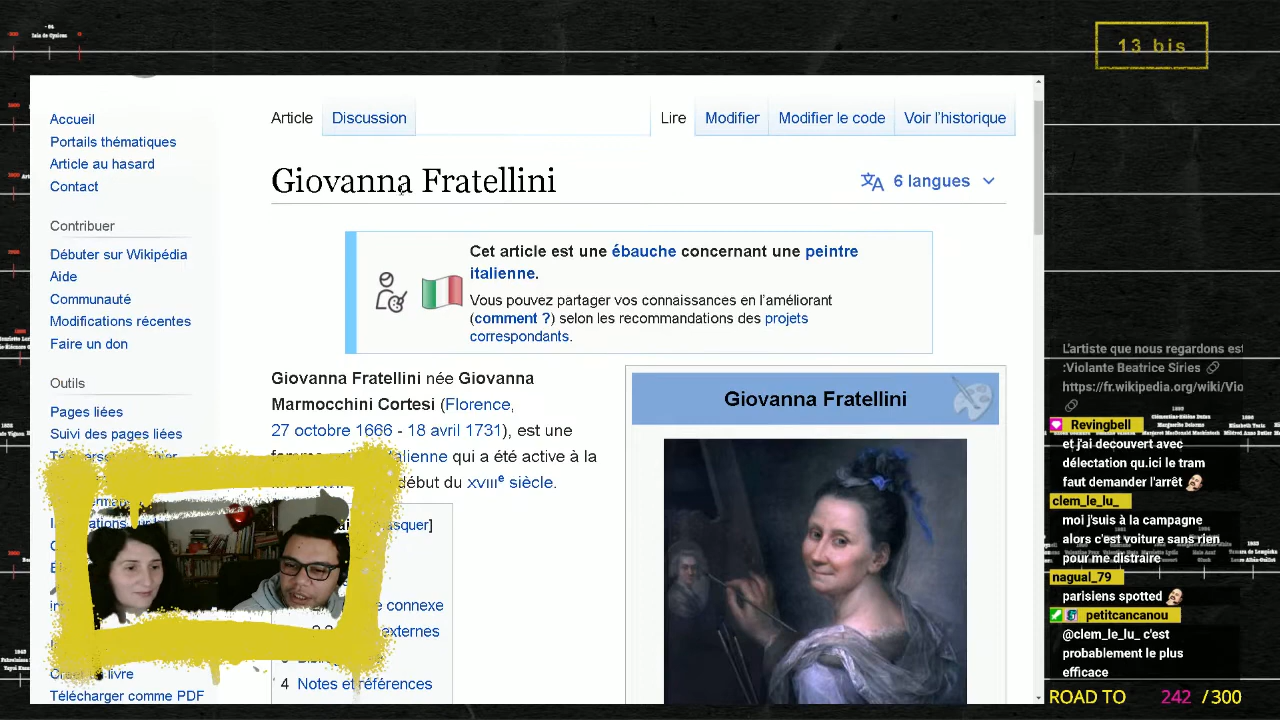 13 bis
Accueil
Portails thématiques
Article au hasard
Contact
Contribuer
Débuter sur Wikipédia
Aide
Communauté
Modifications récentes
Faire un don
Outils
Pages liées
Suivi des pages liées
Télécharger comme PDF
Article
Discussion
Lire
Modifier
Modifier le code
Voir l'historique
Giovanna Fratellini
6 langues
Cet article est une ébauche concernant une peintre
italienne.
Vous pouvez partager vos connaissances en l'améliorant
(comment ?) selon les recommandations des projets
correspondants.
Giovanna Fratellini née Giovanna
Marmocchini Cortesi (Florence,
27 octobre 1666 - 18 avril 1731), est une
italienne qui a été active à la
début du xviiiᵉ siècle.
connexe
externes
4 Notes et références
Giovanna Fratellini
L'artiste que nous regardons est
:Violante Beatrice Siries
https://fr.wikipedia.org/wiki/Vio
Revingbell
et j'ai decouvert avec
délectation qu.ici le tram
faut demander l'arrêt
clem_le_lu_
moi j'suis à la campagne
alors c'est voiture sans rien
pour me distraire
nagual_79
parisiens spotted
petitcancanou
@clem_le_lu_ c'est
probablement le plus
efficace
ROAD TO 242 /300